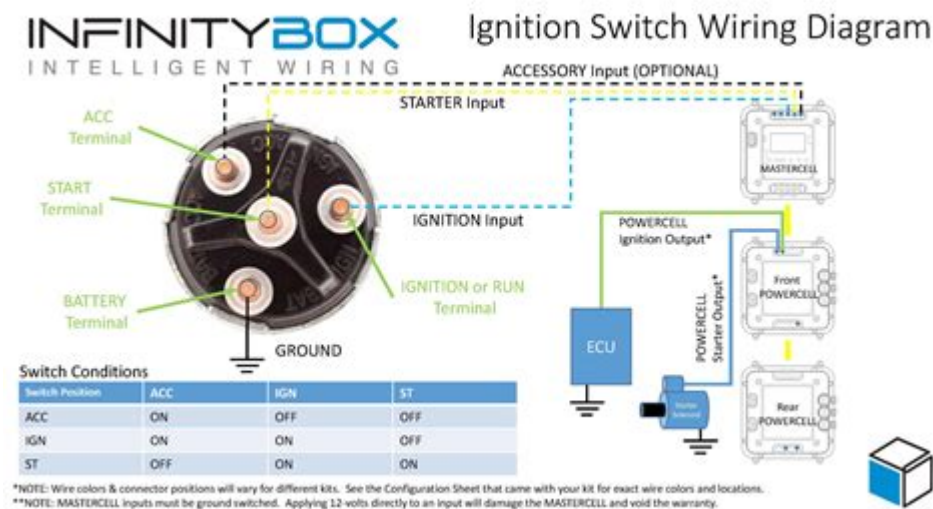 INFINITYBOX
INTELLIGENT WIRING
Ignition Switch Wiring Diagram
ACCESSORY Input (OPTIONAL)
STARTER Input
ACC
Terminal
START
Terminal
IGNITION Input
BATTERY
Terminal
IGNITION or RUN
Terminal
GROUND
MASTERCELL
POWERCELL
Ignition Output*
POWERCELL
Starter Output*
Front
POWERCELL
ECU
Starter
Solenoid
Rear
POWERCELL
Switch Conditions
Switch Position ACC IGN ST
ACC ON OFF OFF
IGN ON ON OFF
ST OFF ON ON
*NOTE: Wire colors & connector positions will vary for different kits. See the Configuration Sheet that came with your kit for exact wire colors and locations.
**NOTE: MASTERCELL inputs must be ground switched. Applying 12-volts directly to an input will damage the MASTERCELL and void the warranty.